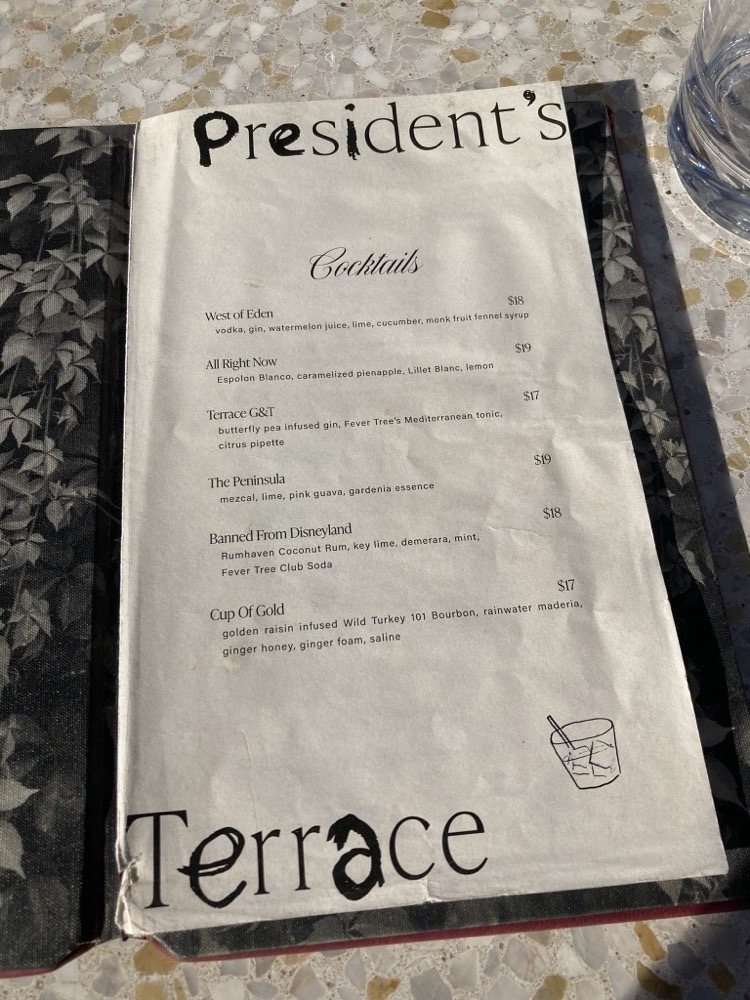 President's
Cocktails
West of Eden $18
vodka, gin, watermelon juice, lime, cucumber, monk fruit fennel syrup
All Right Now $19
Espolon Blanco, caramelized pienapple, Lillet Blanc, lemon
Terrace G&T $17
butterfly pea infused gin, Fever Tree's Mediterranean tonic,
citrus pipette
The Peninsula $19
mezcal, lime, pink guava, gardenia essence
Banned From Disneyland $18
Rumhaven Coconut Rum, key lime, demerara, mint,
Fever Tree Club Soda
Cup Of Gold $17
golden raisin infused Wild Turkey 101 Bourbon, rainwater maderia,
ginger honey, ginger foam, saline
Terrace